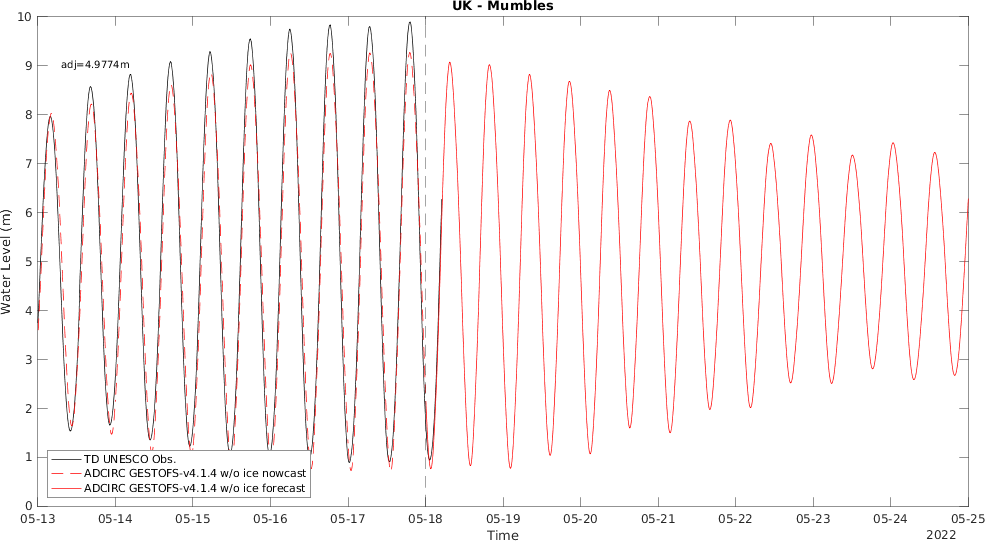 UK - Mumbles
10
9
8
7
6
5
4
3
2
1
0
Water Level (m)
adj=4.9774m
TD UNESCO Obs.
ADCIRC GESTOFS-v4.1.4 w/o ice nowcast
ADCIRC GESTOFS-v4.1.4 w/o ice forecast
05-13 05-14 05-15 05-16 05-17 05-18 05-19 05-20 05-21 05-22 05-23 05-24 05-25
Time
2022